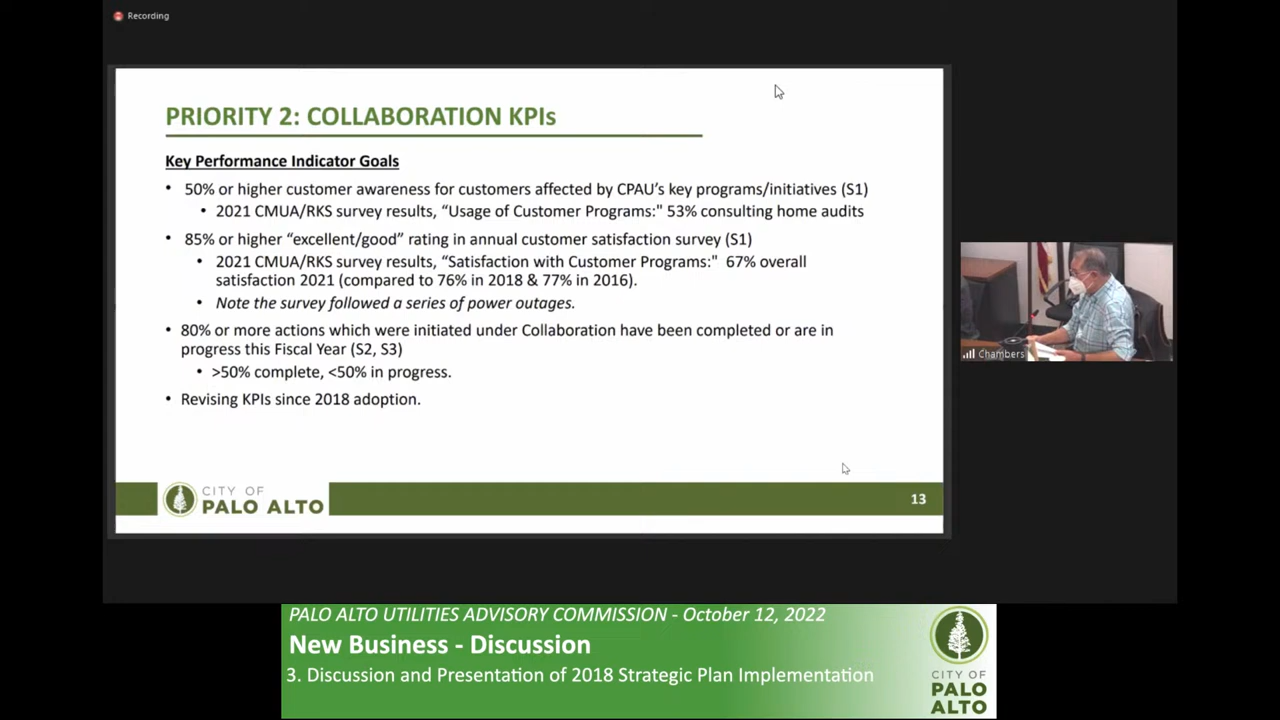 Recording
PRIORITY 2: COLLABORATION KPIs
Key Performance Indicator Goals
• 50% or higher customer awareness for customers affected by CPAU’s key programs/initiatives (S1)
• 2021 CMUA/RKS survey results, “Usage of Customer Programs:" 53% consulting home audits
• 85% or higher “excellent/good” rating in annual customer satisfaction survey (S1)
• 2021 CMUA/RKS survey results, “Satisfaction with Customer Programs:" 67% overall
satisfaction 2021 (compared to 76% in 2018 & 77% in 2016).
• Note the survey followed a series of power outages.
• 80% or more actions which were initiated under Collaboration have been completed or are in
progress this Fiscal Year (S2, S3)
• >50% complete, <50% in progress.
• Revising KPIs since 2018 adoption.
CITY OF
PALO ALTO
13
Chambers
PALO ALTO UTILITIES ADVISORY COMMISSION - October 12, 2022
New Business - Discussion
3. Discussion and Presentation of 2018 Strategic Plan Implementation
CITY OF
PALO
ALTO